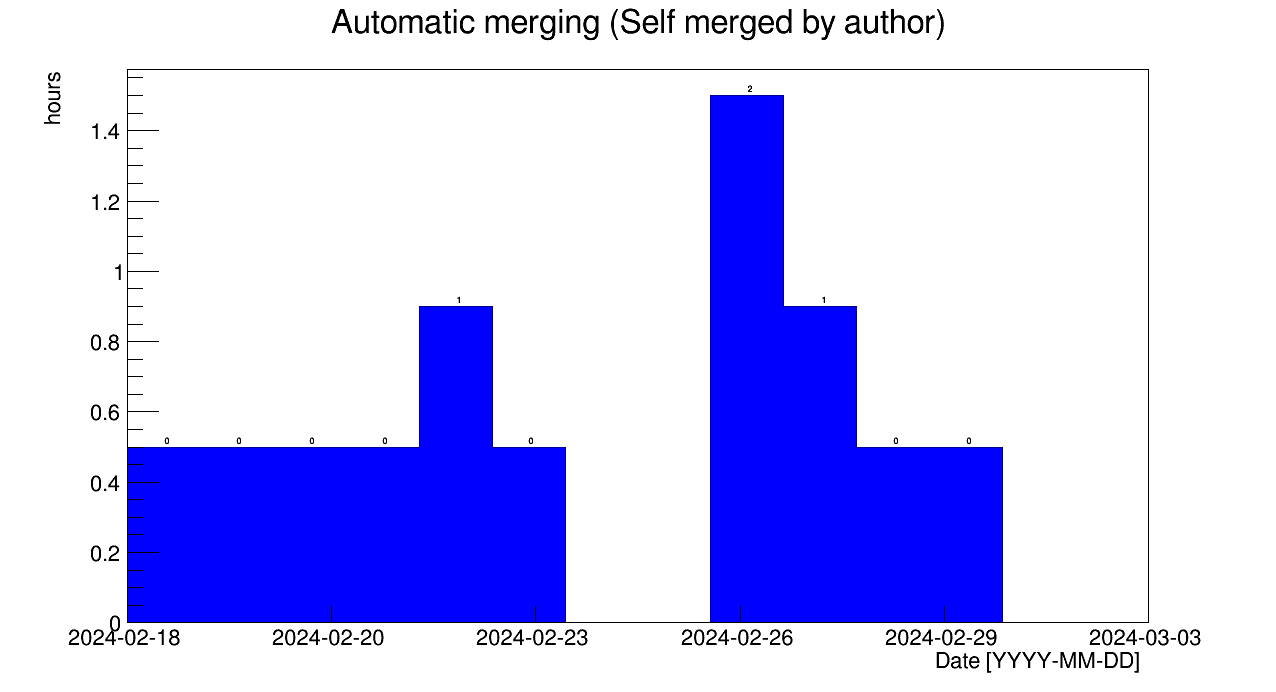 Automatic merging (Self merged by author)
hours
1.4
1.2
1
0.8
0.6
0.4
0.2
0
0 0 0 0 1 0 2 1 0 0
2024-02-18 2024-02-20 2024-02-23 2024-02-26 2024-02-29 2024-03-03
Date [YYYY-MM-DD]